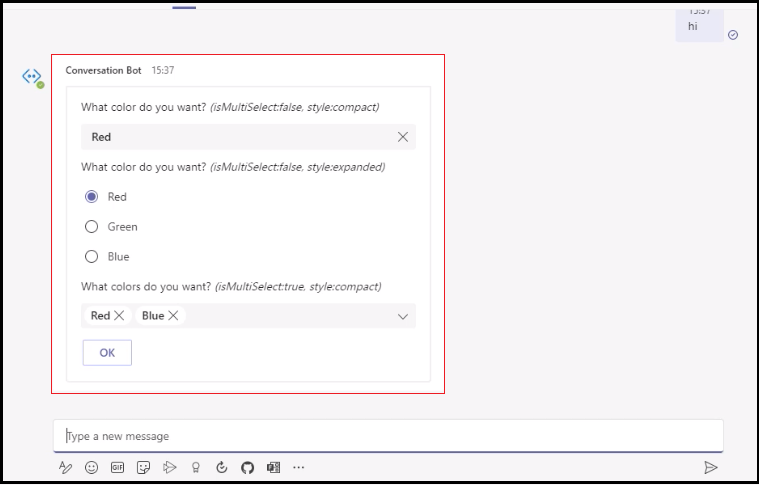 15:37
hi
Conversation Bot 15:37
What color do you want? (isMultiSelect:false, style:compact)
Red
What color do you want? (isMultiSelect:false, style:expanded)
Red
Green
Blue
What colors do you want? (isMultiSelect:true, style:compact)
Red Blue
OK
Type a new message
GIF